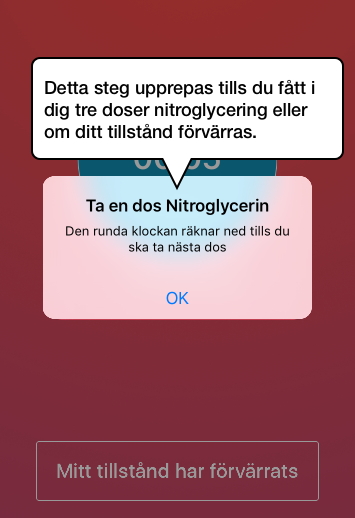 Detta steg upprepas tills du fått i
dig tre doser nitroglycering eller
om ditt tillstånd förvärras.
Ta en dos Nitroglycerin
Den runda klockan räknar ned tills du
ska ta nästa dos
OK
Mitt tillstånd har förvärrats